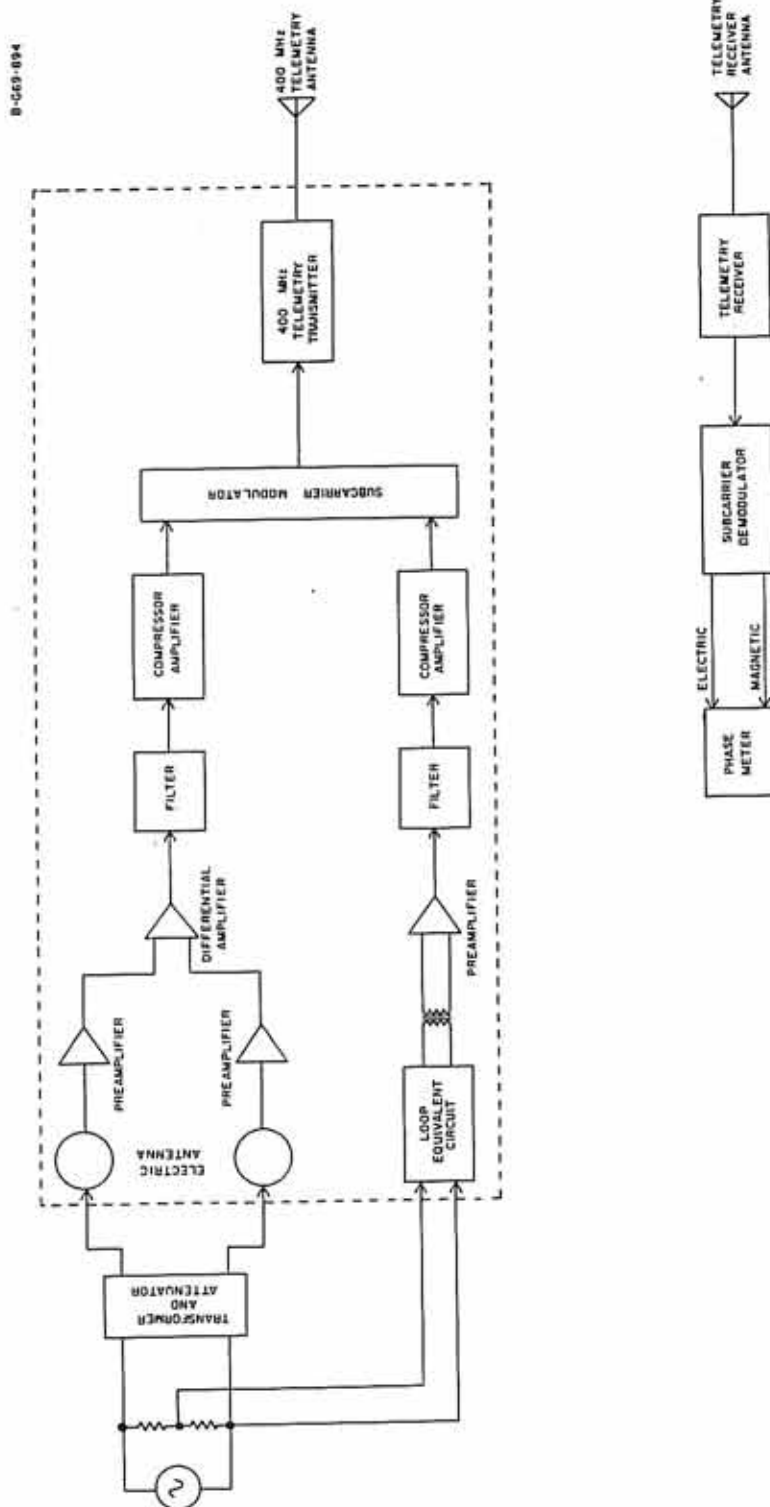 B-G69-894
400 MHz
TELEMETRY
ANTENNA
400 MHz
TELEMETRY
TRANSMITTER
SUBCARRIER MODULATOR
COMPRESSOR
AMPLIFIER
COMPRESSOR
AMPLIFIER
FILTER
FILTER
DIFFERENTIAL
AMPLIFIER
PREAMPLIFIER
PREAMPLIFIER
PREAMPLIFIER
ELECTRIC
ANTENNA
LOOP
EQUIVALENT
CIRCUIT
TRANSFORMER
AND
ATTENUATOR
TELEMETRY
RECEIVER
ANTENNA
TELEMETRY
RECEIVER
SUBCARRIER
DEMODULATOR
ELECTRIC
MAGNETIC
PHASE
METER